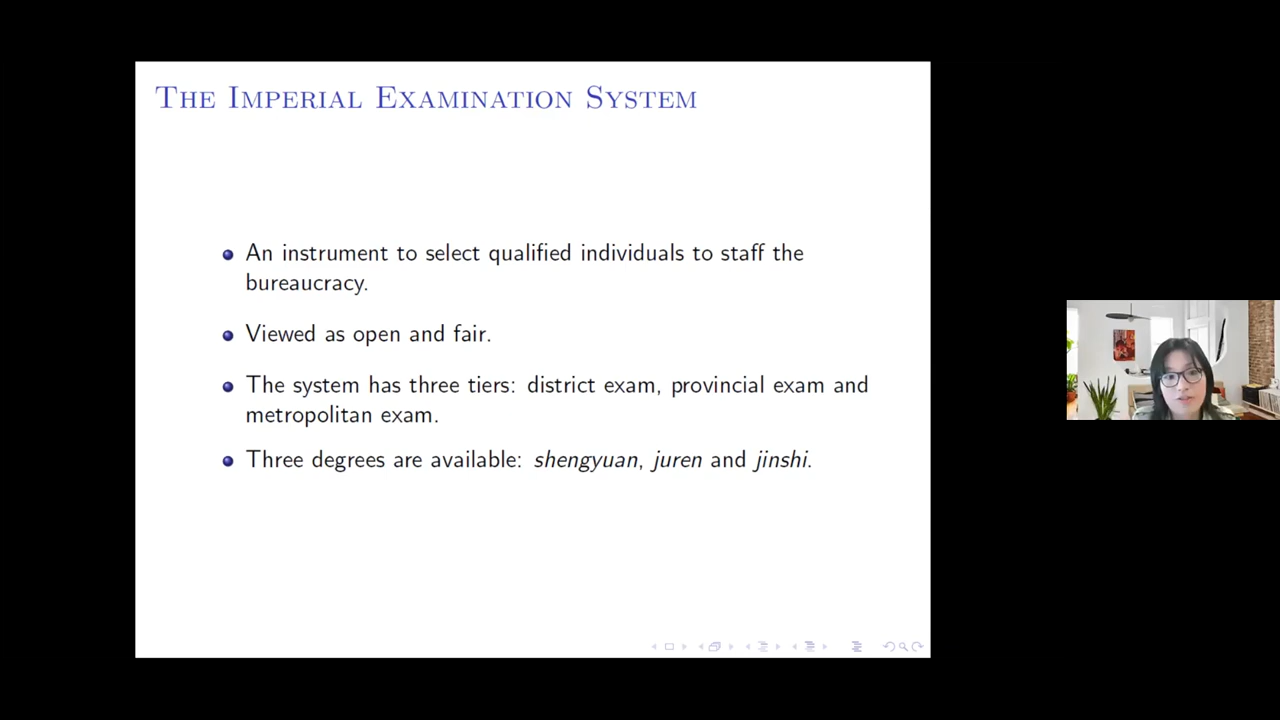 The Imperial Examination System
An instrument to select qualified individuals to staff the
bureaucracy.
Viewed as open and fair.
The system has three tiers: district exam, provincial exam and
metropolitan exam.
Three degrees are available: shengyuan, juren and jinshi.